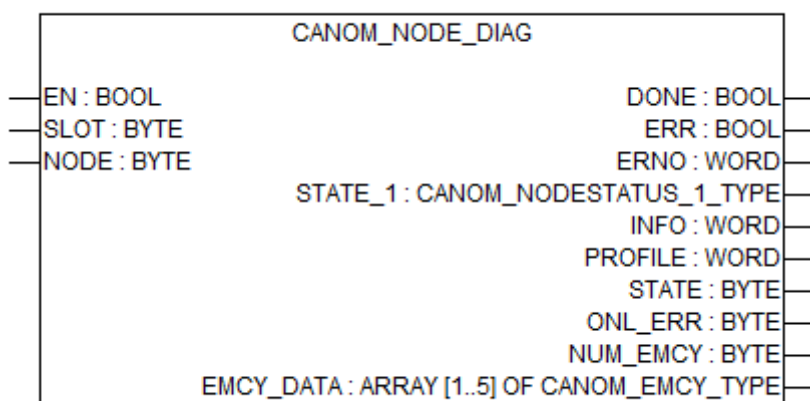 CANOM_NODE_DIAG
EN : BOOL DONE : BOOL
SLOT : BYTE ERR : BOOL
NODE : BYTE ERNO : WORD
STATE_1 : CANOM_NODESTATUS_1_TYPE
INFO : WORD
PROFILE : WORD
STATE : BYTE
ONL_ERR : BYTE
NUM_EMCY : BYTE
EMCY_DATA : ARRAY [1..5] OF CANOM_EMCY_TYPE